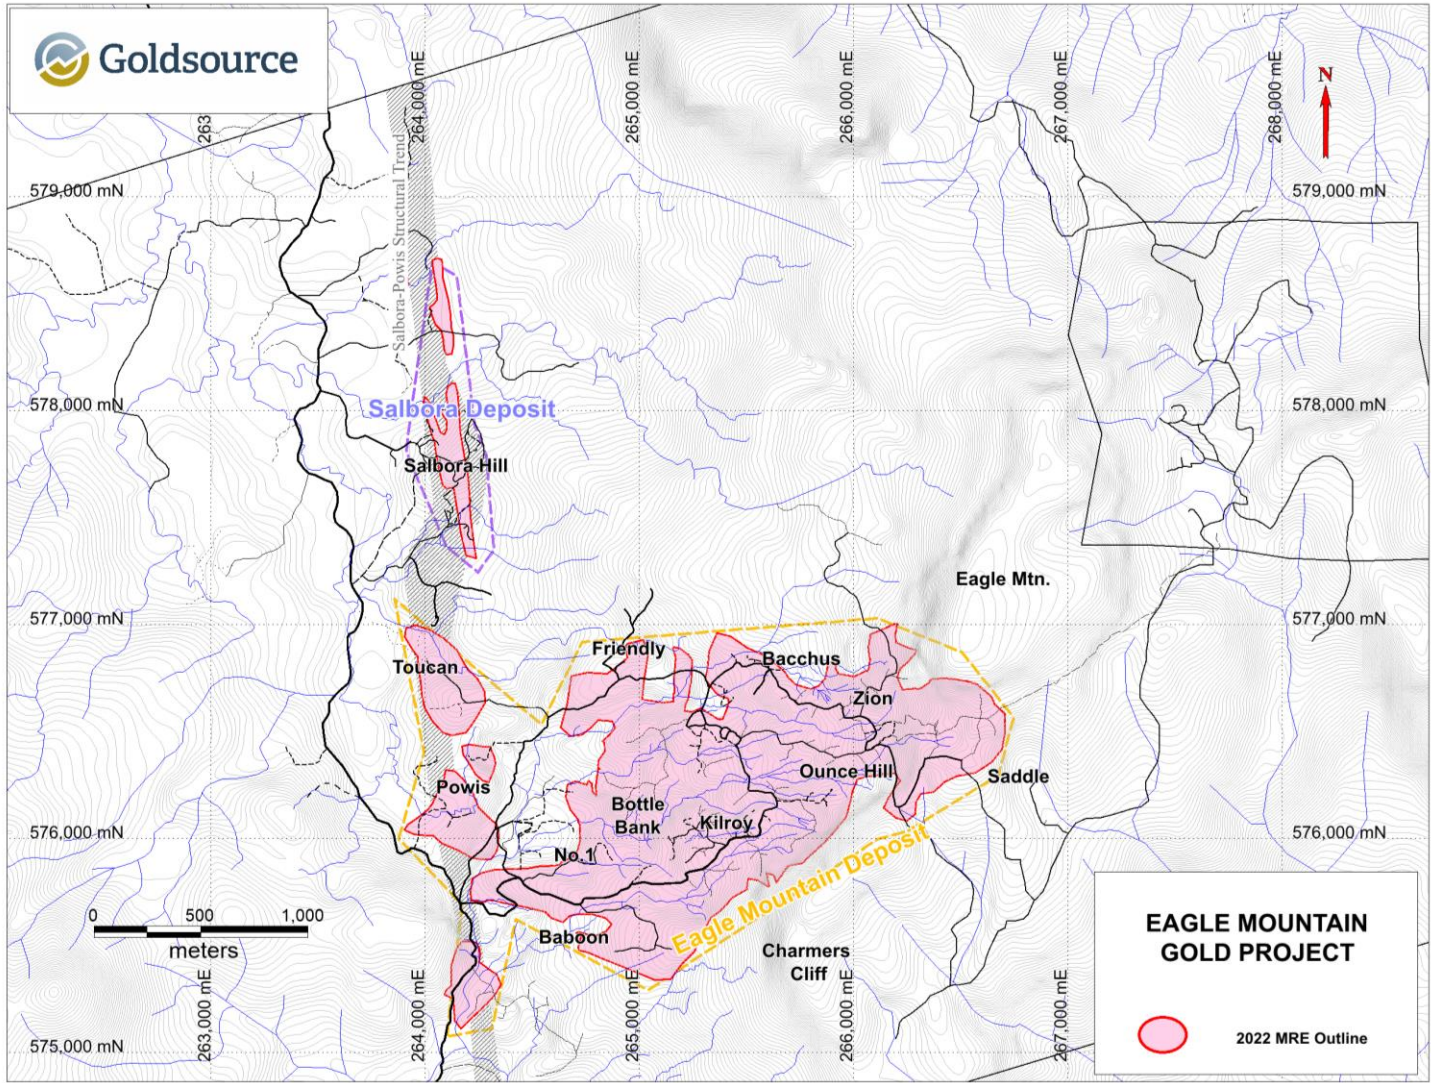 Goldsource
263
264,000 mE
265,000 mE
266,000 mE
267,000 mE
268,000 mE
N
Salbora-Powis Structural Trend
579,000 mN
579,000 mN
578,000 mN
578,000 mN
Salbora Deposit
Salbora Hill
Eagle Mtn.
577,000 mN
577,000 mN
Friendly
Bacchus
Toucan
Zion
Ounce Hill
Saddle
Powis
Bottle
Bank
Kilroy
576,000 mN
576,000 mN
No.1
Eagle Mountain Deposit
Baboon
Charmers
Cliff
0 500 1,000
meters
EAGLE MOUNTAIN
GOLD PROJECT
2022 MRE Outline
263,000 mE
264,000 mE
265,000 mE
266,000 mE
267,000 mE
575,000 mN